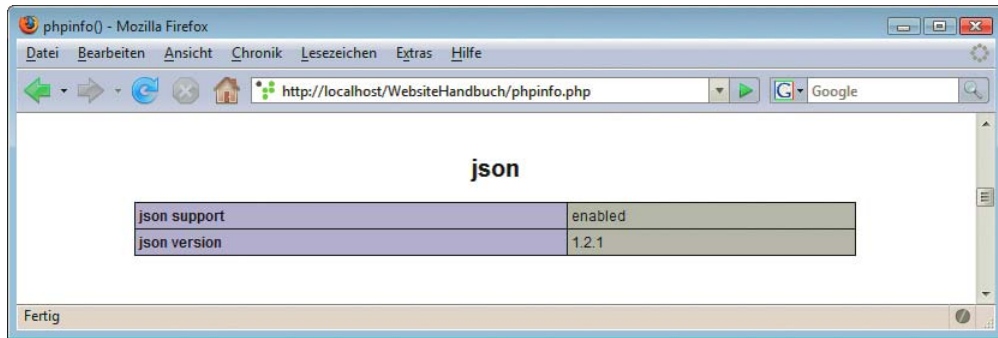 phpinfo() - Mozilla Firefox
Datei Bearbeiten Ansicht Chronik Lesezeichen Extras Hilfe
http://localhost/WebsiteHandbuch/phpinfo.php G Google
json
json support enabled
json version 1.2.1
Fertig